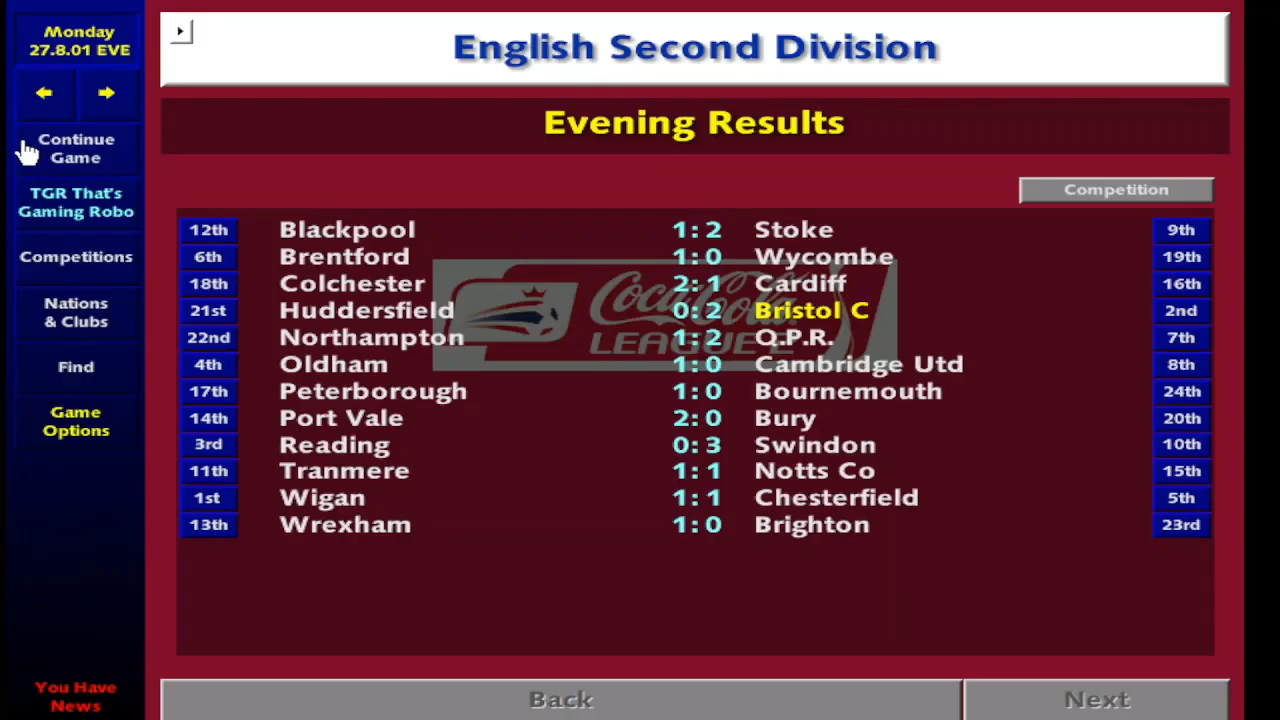 Monday
27.8.01 EVE
Continue
Game
TGR That's
Gaming Robo
Competitions
Nations
& Clubs
Find
Game
Options
You Have
News
English Second Division
Evening Results
Competition
12th Blackpool 1:2 Stoke 9th
6th Brentford 1:0 Wycombe 19th
18th Colchester 2:1 Cardiff 16th
21st Huddersfield 0:2 Bristol C 2nd
22nd Northampton 1:2 Q.P.R. 7th
4th Oldham 1:0 Cambridge Utd 8th
17th Peterborough 1:0 Bournemouth 24th
14th Port Vale 2:0 Bury 20th
3rd Reading 0:3 Swindon 10th
11th Tranmere 1:1 Notts Co 15th
1st Wigan 1:1 Chesterfield 5th
13th Wrexham 1:0 Brighton 23rd
Coca-Cola
LEAGUE
Back Next